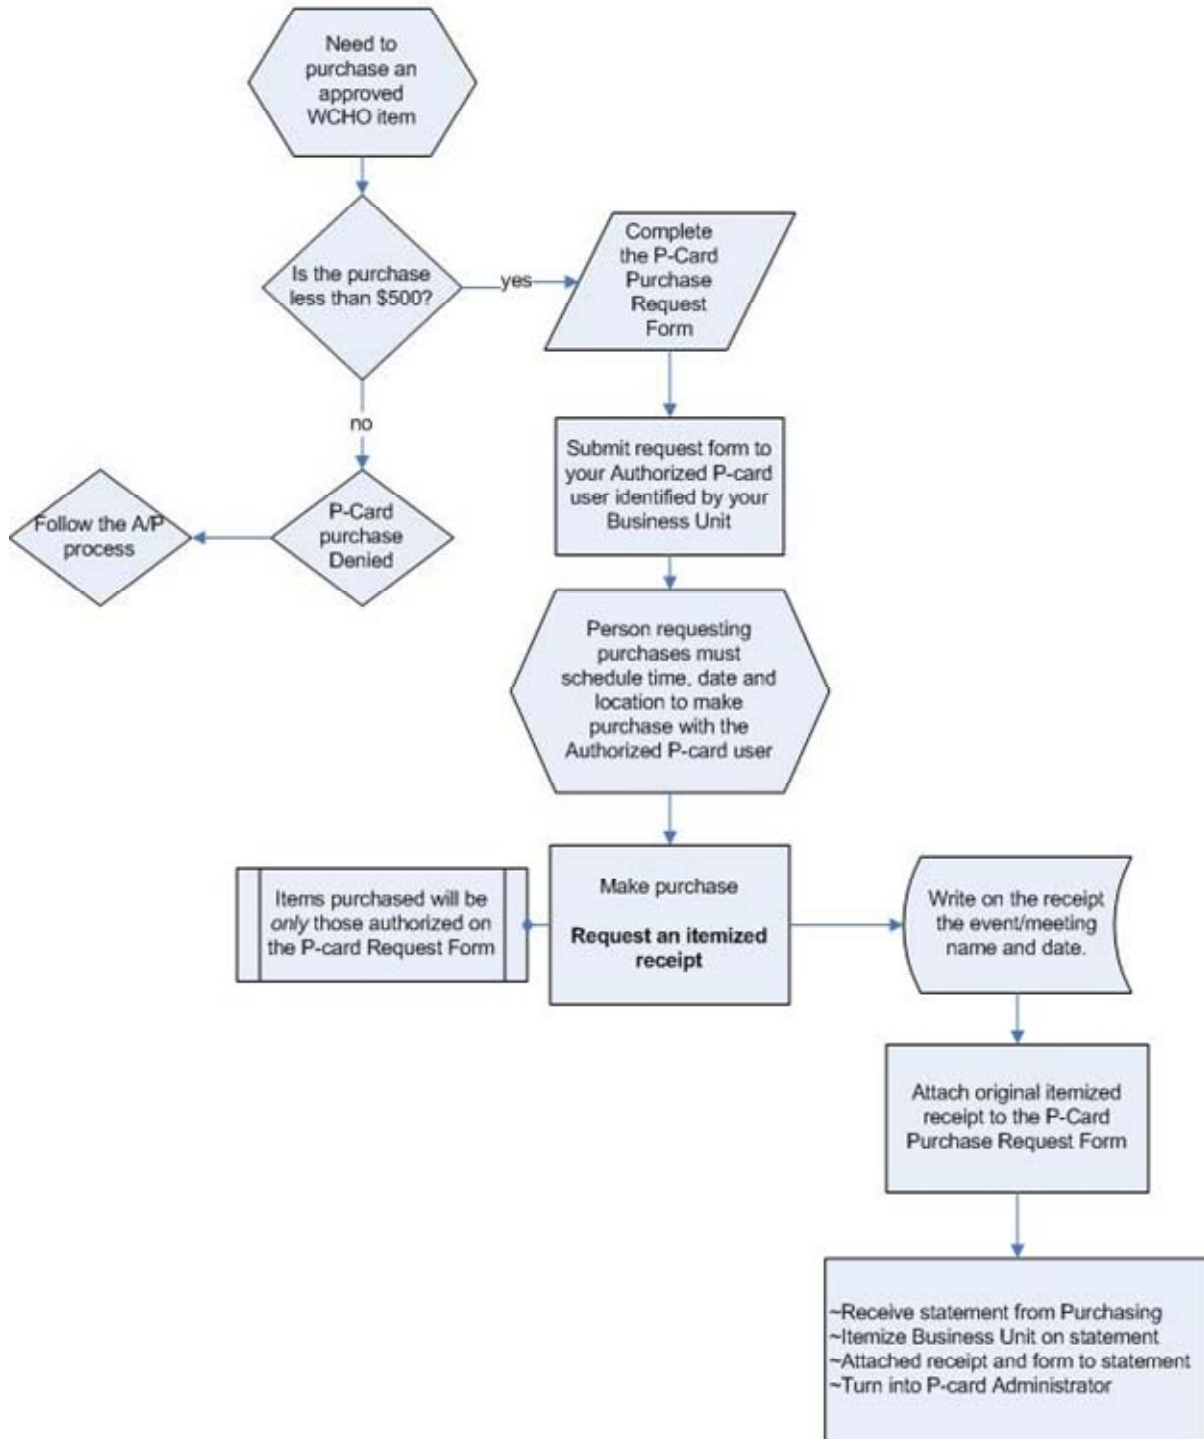 Need to
purchase an
approved
WCHO item
Is the purchase
less than $500?
yes
Complete
the P-Card
Purchase
Request
Form
no
Submit request form to
your Authorized P-card
user identified by your
Business Unit
Follow the A/P
process
P-Card
purchase
Denied
Person requesting
purchases must
schedule time, date and
location to make
purchase with the
Authorized P-card user
Items purchased will be
only those authorized on
the P-card Request Form
Make purchase
Request an itemized
receipt
Write on the receipt
the event/meeting
name and date.
Attach original itemized
receipt to the P-Card
Purchase Request Form
~Receive statement from Purchasing
~Itemize Business Unit on statement
~Attached receipt and form to statement
~Turn into P-card Administrator